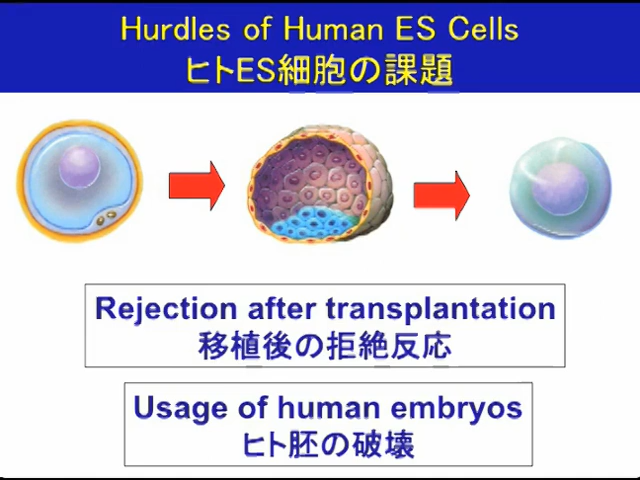 Hurdles of Human ES Cells
ヒトES細胞の課題
Rejection after transplantation
移植後の拒絶反応
Usage of human embryos
ヒト胚の破壊